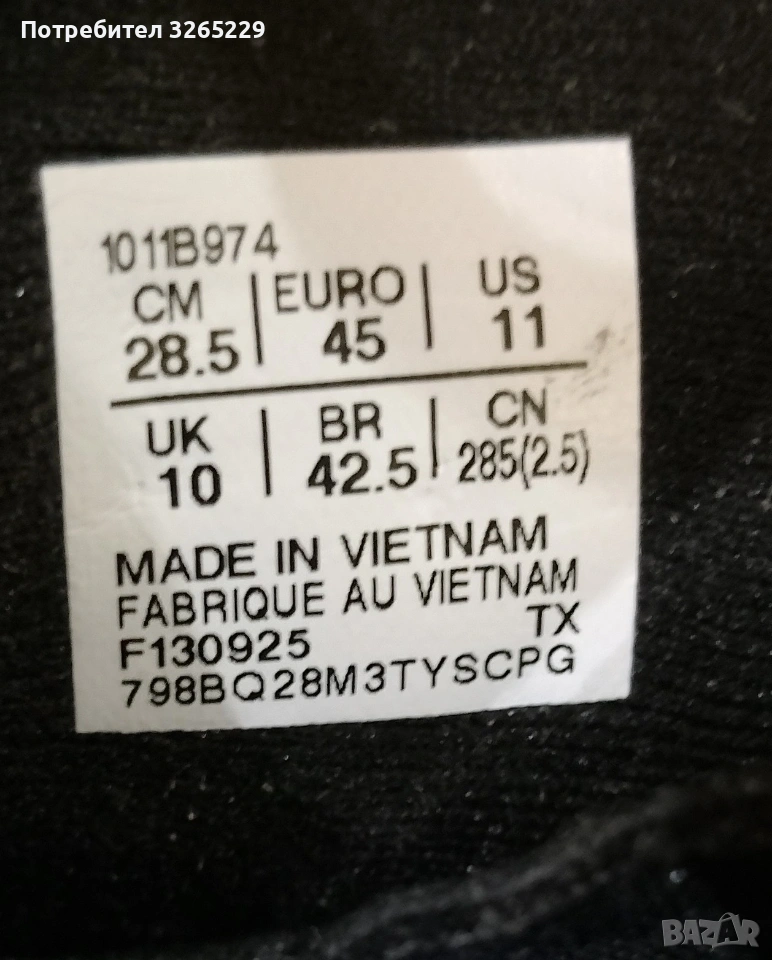 Потребител 3265229
1011B974
CM | EURO | US
28.5 | 45 | 11
UK | BR | CN
10 | 42.5 | 285(2.5)
MADE IN VIETNAM
FABRIQUE AU VIETNAM
F130925 TX
798BQ28M3TYSCPG
BAZAR